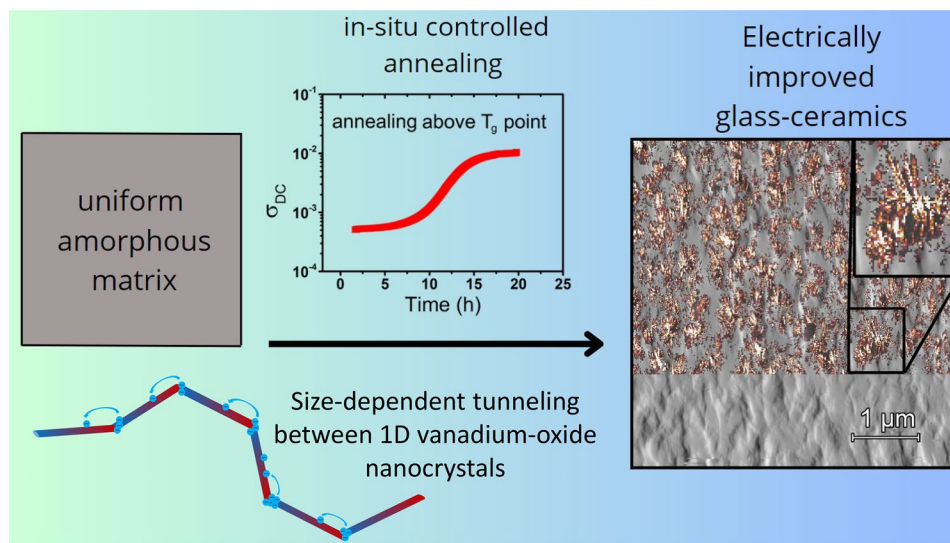 in-situ controlled
annealing
Electrically
improved
glass-ceramics
uniform
amorphous
matrix
10⁻¹
10⁻²
10⁻³
10⁻⁴
σDC
annealing above Tg point
0 5 10 15 20 25
Time (h)
Size-dependent tunneling
between 1D vanadium-oxide
nanocrystals
1 μm